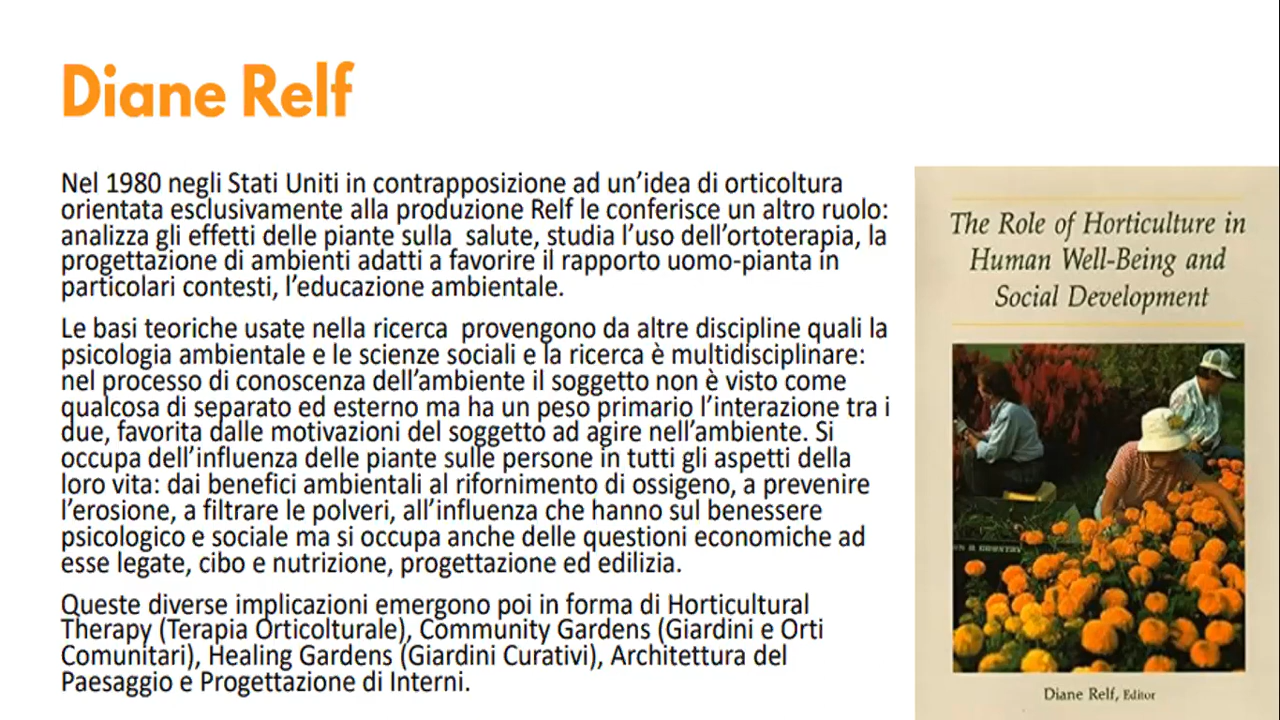 Diane Relf
Nel 1980 negli Stati Uniti in contrapposizione ad un’idea di orticoltura
orientata esclusivamente alla produzione Relf le conferisce un altro ruolo:
analizza gli effetti delle piante sulla  salute, studia l’uso dell’ortoterapia, la
progettazione di ambienti adatti a favorire il rapporto uomo-pianta in
particolari contesti, l’educazione ambientale.
Le basi teoriche usate nella ricerca  provengono da altre discipline quali la
psicologia ambientale e le scienze sociali e la ricerca è multidisciplinare:
nel processo di conoscenza dell’ambiente il soggetto non è visto come
qualcosa di separato ed esterno ma ha un peso primario l’interazione tra i
due, favorita dalle motivazioni del soggetto ad agire nell’ambiente. Si
occupa dell’influenza delle piante sulle persone in tutti gli aspetti della
loro vita: dai benefici ambientali al rifornimento di ossigeno, a prevenire
l’erosione, a filtrare le polveri, all’influenza che hanno sul benessere
psicologico e sociale ma si occupa anche delle questioni economiche ad
esse legate, cibo e nutrizione, progettazione ed edilizia.
Queste diverse implicazioni emergono poi in forma di Horticultural
Therapy (Terapia Orticolturale), Community Gardens (Giardini e Orti
Comunitari), Healing Gardens (Giardini Curativi), Architettura del
Paesaggio e Progettazione di Interni.
The Role of Horticulture in
Human Well-Being and
Social Development
Diane Relf, Editor